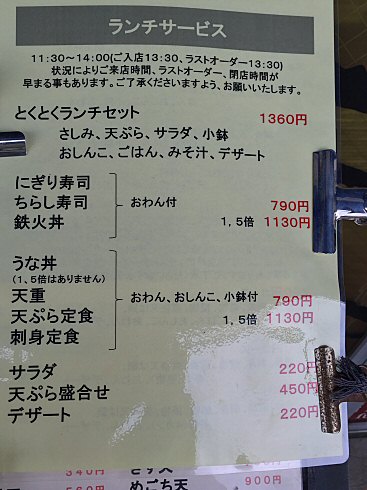 ランチサービス
11:30~14:00(ご入店13:30、ラストオーダー13:30)
状況によりご来店時間、ラストオーダー、閉店時間が
早まる事もあります。ご了承くださいますよう、お願いいたします。
とくとくランチセット 1360円
さしみ、天ぷら、サラダ、小鉢
おしんこ、ごはん、みそ汁、デザート
にぎり寿司
ちらし寿司 おわん付 790円
鉄火丼 1,5倍 1130円
うな丼
(1、5倍はありません)
天重 おわん、おしんこ、小鉢付 790円
天ぷら定食 1,5倍 1130円
刺身定食
サラダ 220円
天ぷら盛合せ 450円
デザート 220円
340円
めごち天 900円